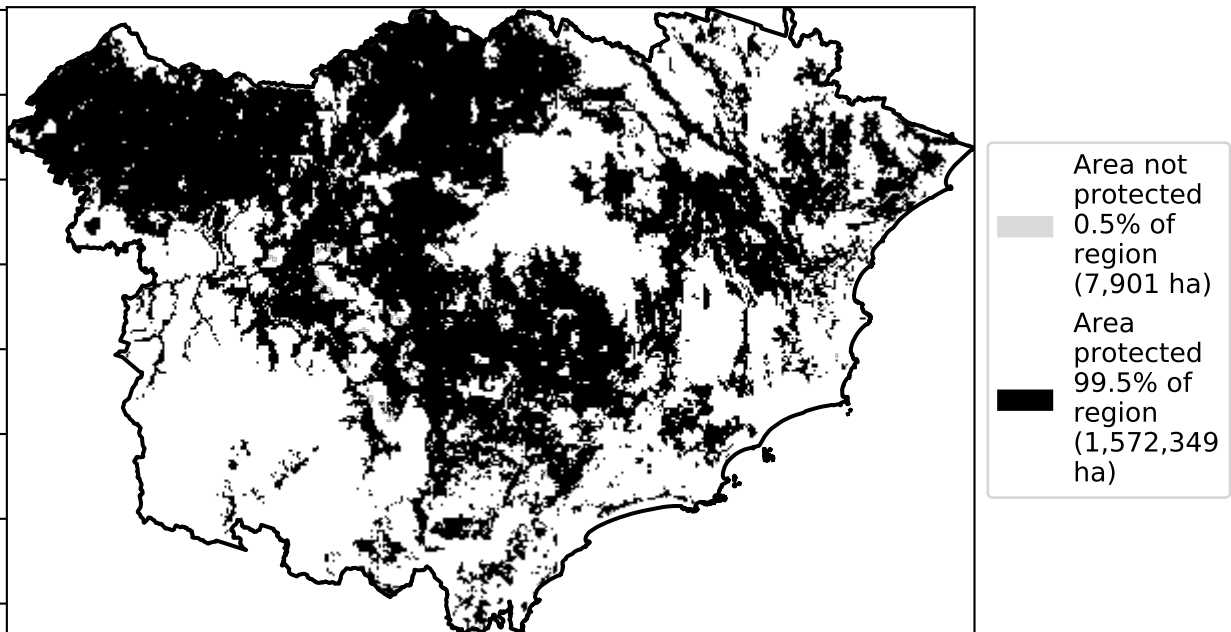 Area not
protected
0.5% of
region
(7,901 ha)
Area
protected
99.5% of
region
(1,572,349
ha)